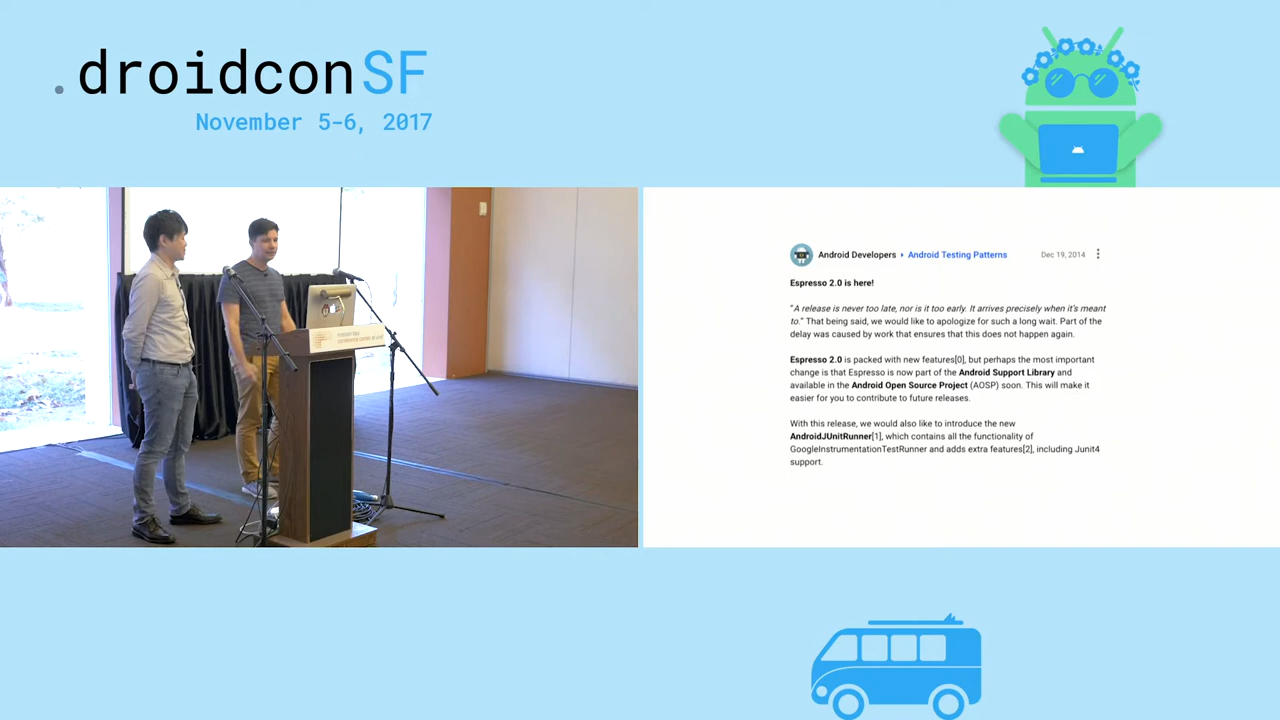 .droidconSF
November 5-6, 2017
Android Developers ▸ Android Testing Patterns Dec 19, 2014
Espresso 2.0 is here!
"A release is never too late, nor is it too early. It arrives precisely when it's meant
to." That being said, we would like to apologize for such a long wait. Part of the
delay was caused by work that ensures that this does not happen again.
Espresso 2.0 is packed with new features[0], but perhaps the most important
change is that Espresso is now part of the Android Support Library and
available in the Android Open Source Project (AOSP) soon. This will make it
easier for you to contribute to future releases.
With this release, we would also like to introduce the new
AndroidJUnitRunner[1], which contains all the functionality of
GoogleInstrumentationTestRunner and adds extra features[2], including Junit4
support.